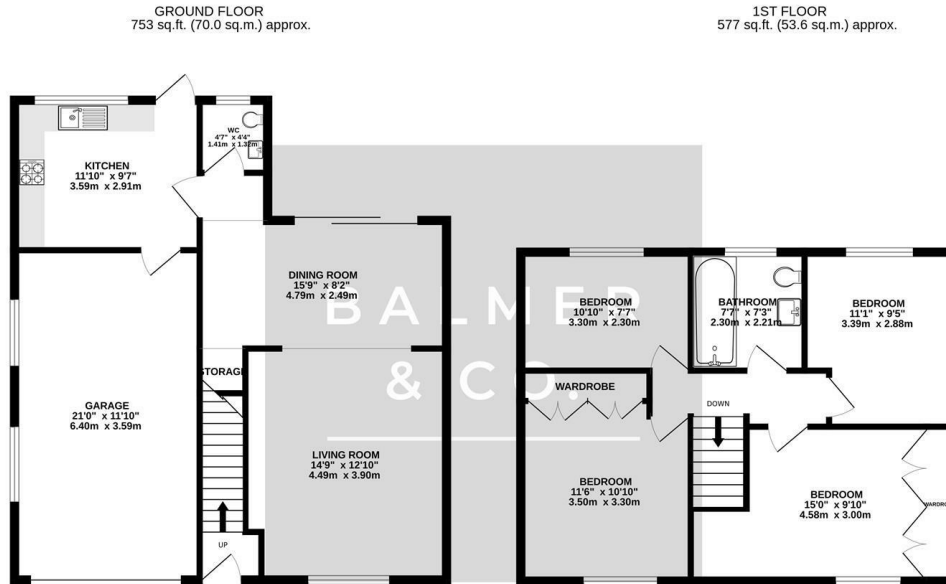 GROUND FLOOR
753 sq.ft. (70.0 sq.m.) approx.
1ST FLOOR
577 sq.ft. (53.6 sq.m.) approx.
WC
4'7" x 4'4"
1.41m x 1.32m
KITCHEN
11'10" x 9'7"
3.59m x 2.91m
DINING ROOM
15'9" x 8'2"
4.79m x 2.49m
STORAGE
GARAGE
21'0" x 11'10"
6.40m x 3.59m
LIVING ROOM
14'9" x 12'10"
4.49m x 3.90m
UP
BEDROOM
10'10" x 7'7"
3.30m x 2.30m
BATHROOM
7'7" x 7'3"
2.30m x 2.21m
BEDROOM
11'1" x 9'5"
3.39m x 2.88m
WARDROBE
DOWN
BEDROOM
11'6" x 10'10"
3.50m x 3.30m
BEDROOM
15'0" x 9'10"
4.58m x 3.00m
BALMER
& CO.